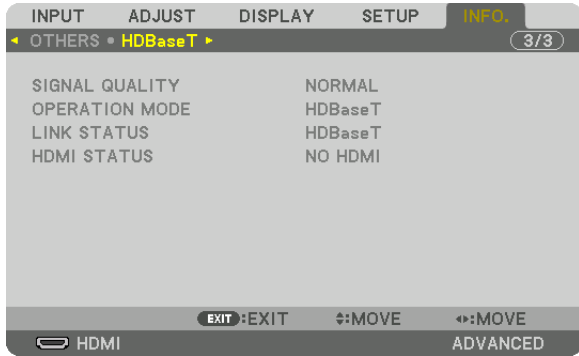 INPUT ADJUST DISPLAY SETUP INFO.
◂ OTHERS • HDBaseT ▸ 3/3
SIGNAL QUALITY NORMAL
OPERATION MODE HDBaseT
LINK STATUS HDBaseT
HDMI STATUS NO HDMI
EXIT :EXIT ♦:MOVE ◂▸:MOVE
HDMI ADVANCED